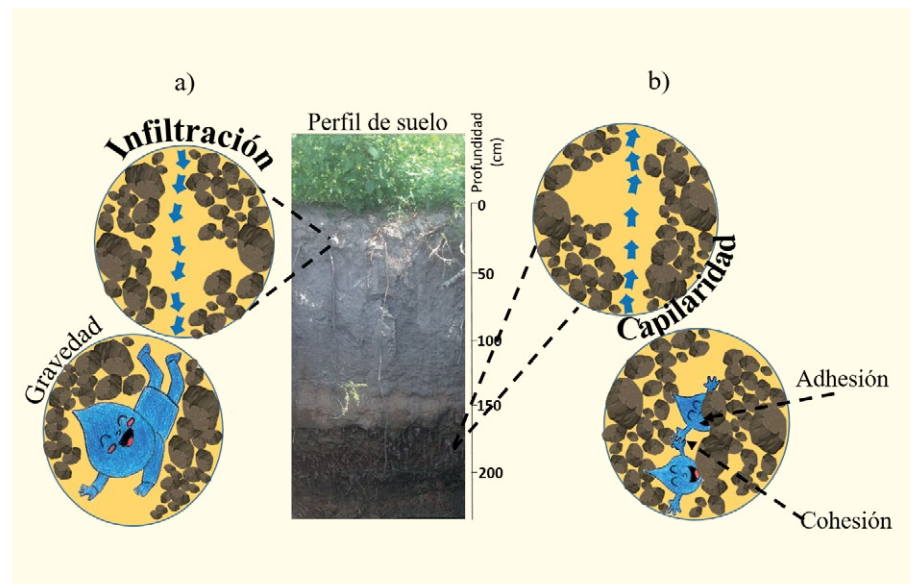 a)
Infiltración
Gravedad
Perfil de suelo
Profundidad
(cm)
0
50
100
150
200
b)
Capilaridad
Adhesión
Cohesión